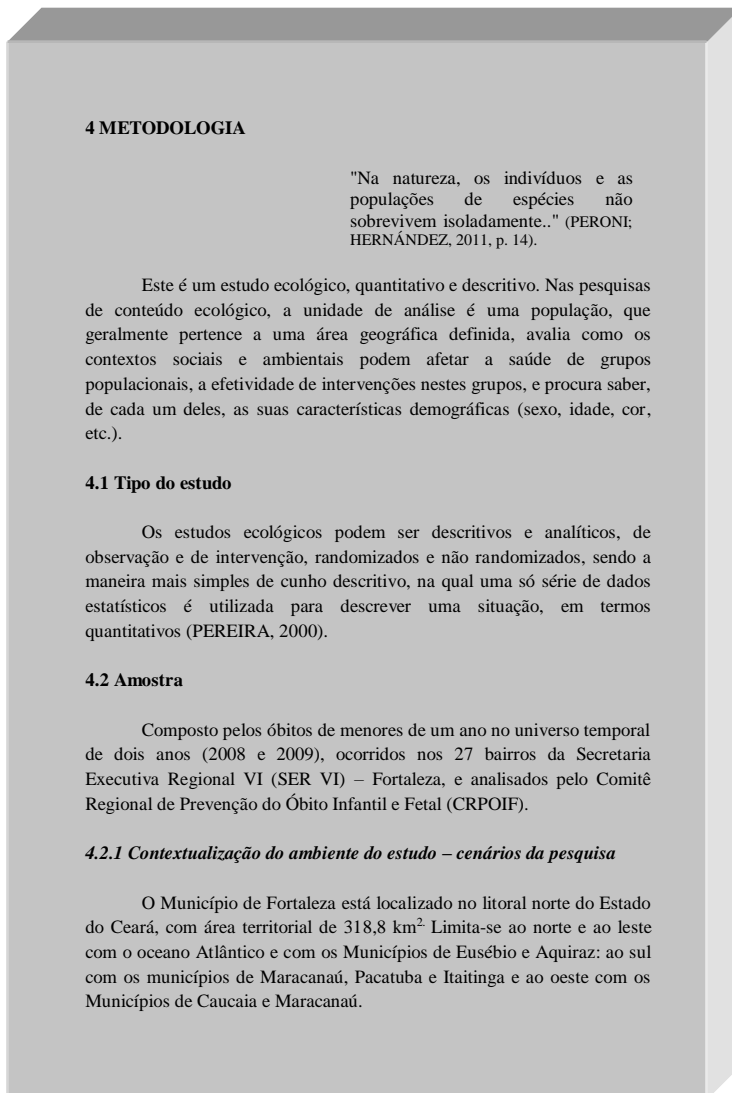 4 METODOLOGIA
"Na natureza, os indivíduos e as
populações de espécies não
sobrevivem isoladamente.." (PERONI;
HERNÁNDEZ, 2011, p. 14).
Este é um estudo ecológico, quantitativo e descritivo. Nas pesquisas
de conteúdo ecológico, a unidade de análise é uma população, que
geralmente pertence a uma área geográfica definida, avalia como os
contextos sociais e ambientais podem afetar a saúde de grupos
populacionais, a efetividade de intervenções nestes grupos, e procura saber,
de cada um deles, as suas características demográficas (sexo, idade, cor,
etc.).
4.1 Tipo do estudo
Os estudos ecológicos podem ser descritivos e analíticos, de
observação e de intervenção, randomizados e não randomizados, sendo a
maneira mais simples de cunho descritivo, na qual uma só série de dados
estatísticos é utilizada para descrever uma situação, em termos
quantitativos (PEREIRA, 2000).
4.2 Amostra
Composto pelos óbitos de menores de um ano no universo temporal
de dois anos (2008 e 2009), ocorridos nos 27 bairros da Secretaria
Executiva Regional VI (SER VI) – Fortaleza, e analisados pelo Comitê
Regional de Prevenção do Óbito Infantil e Fetal (CRPOIF).
4.2.1 Contextualização do ambiente do estudo – cenários da pesquisa
O Município de Fortaleza está localizado no litoral norte do Estado
do Ceará, com área territorial de 318,8 km². Limita-se ao norte e ao leste
com o oceano Atlântico e com os Municípios de Eusébio e Aquiraz: ao sul
com os municípios de Maracanaú, Pacatuba e Itaitinga e ao oeste com os
Municípios de Caucaia e Maracanaú.